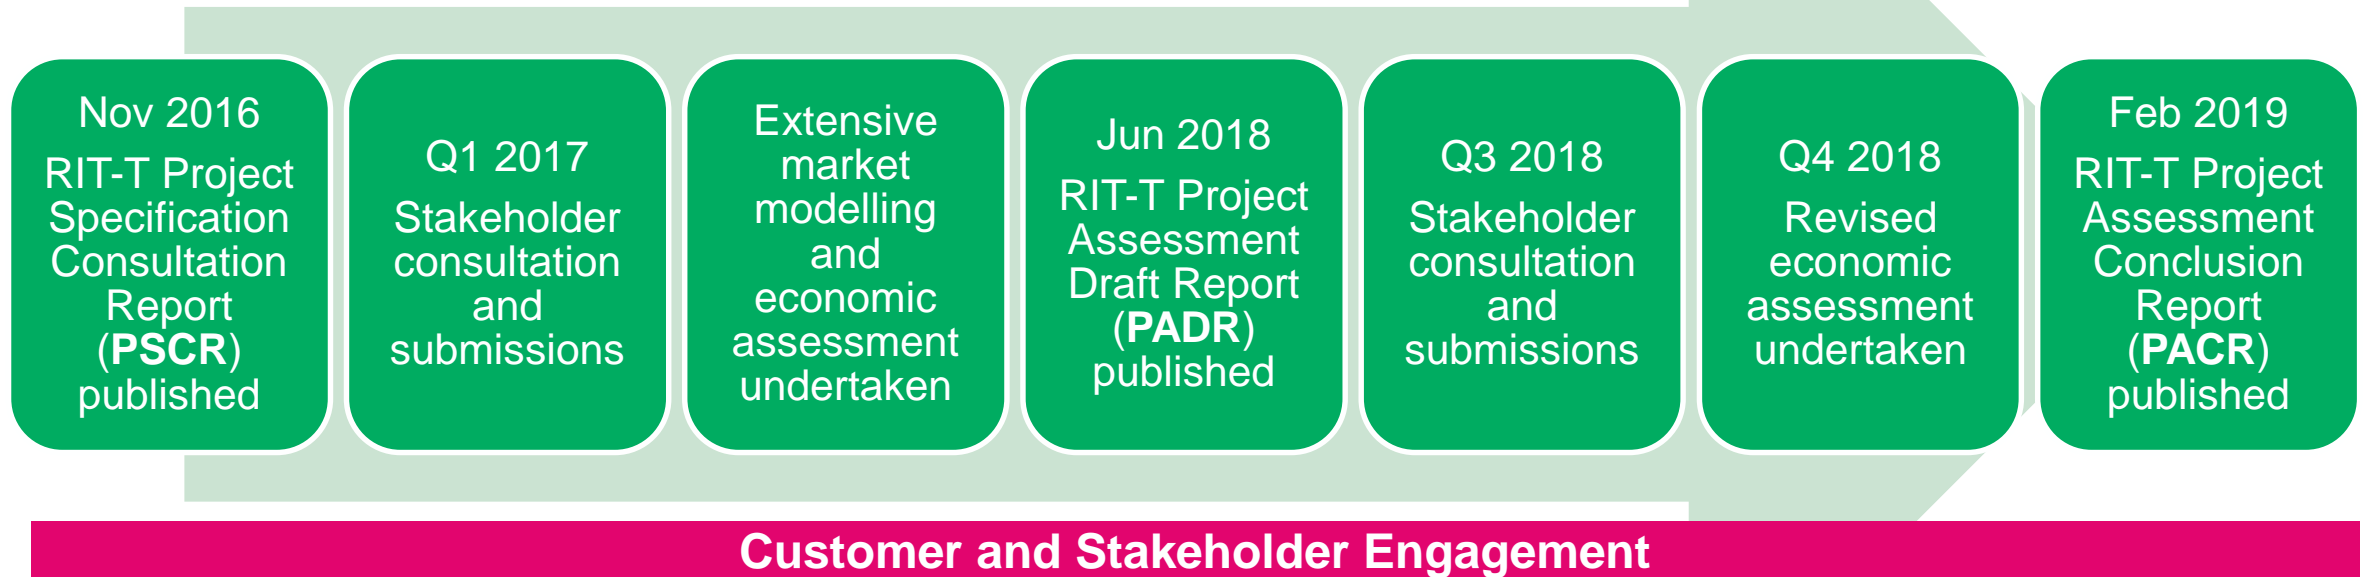 Nov 2016
RIT-T Project
Specification
Consultation
Report
(PSCR)
published
Q1 2017
Stakeholder
consultation
and
submissions
Extensive
market
modelling
and
economic
assessment
undertaken
Jun 2018
RIT-T Project
Assessment
Draft Report
(PADR)
published
Q3 2018
Stakeholder
consultation
and
submissions
Q4 2018
Revised
economic
assessment
undertaken
Feb 2019
RIT-T Project
Assessment
Conclusion
Report
(PACR)
published
Customer and Stakeholder Engagement